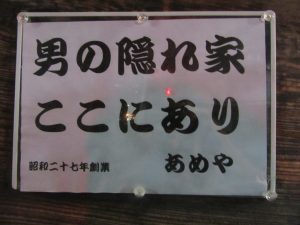 男の隠れ家
ここにあり
昭和二十七年創業 あめや